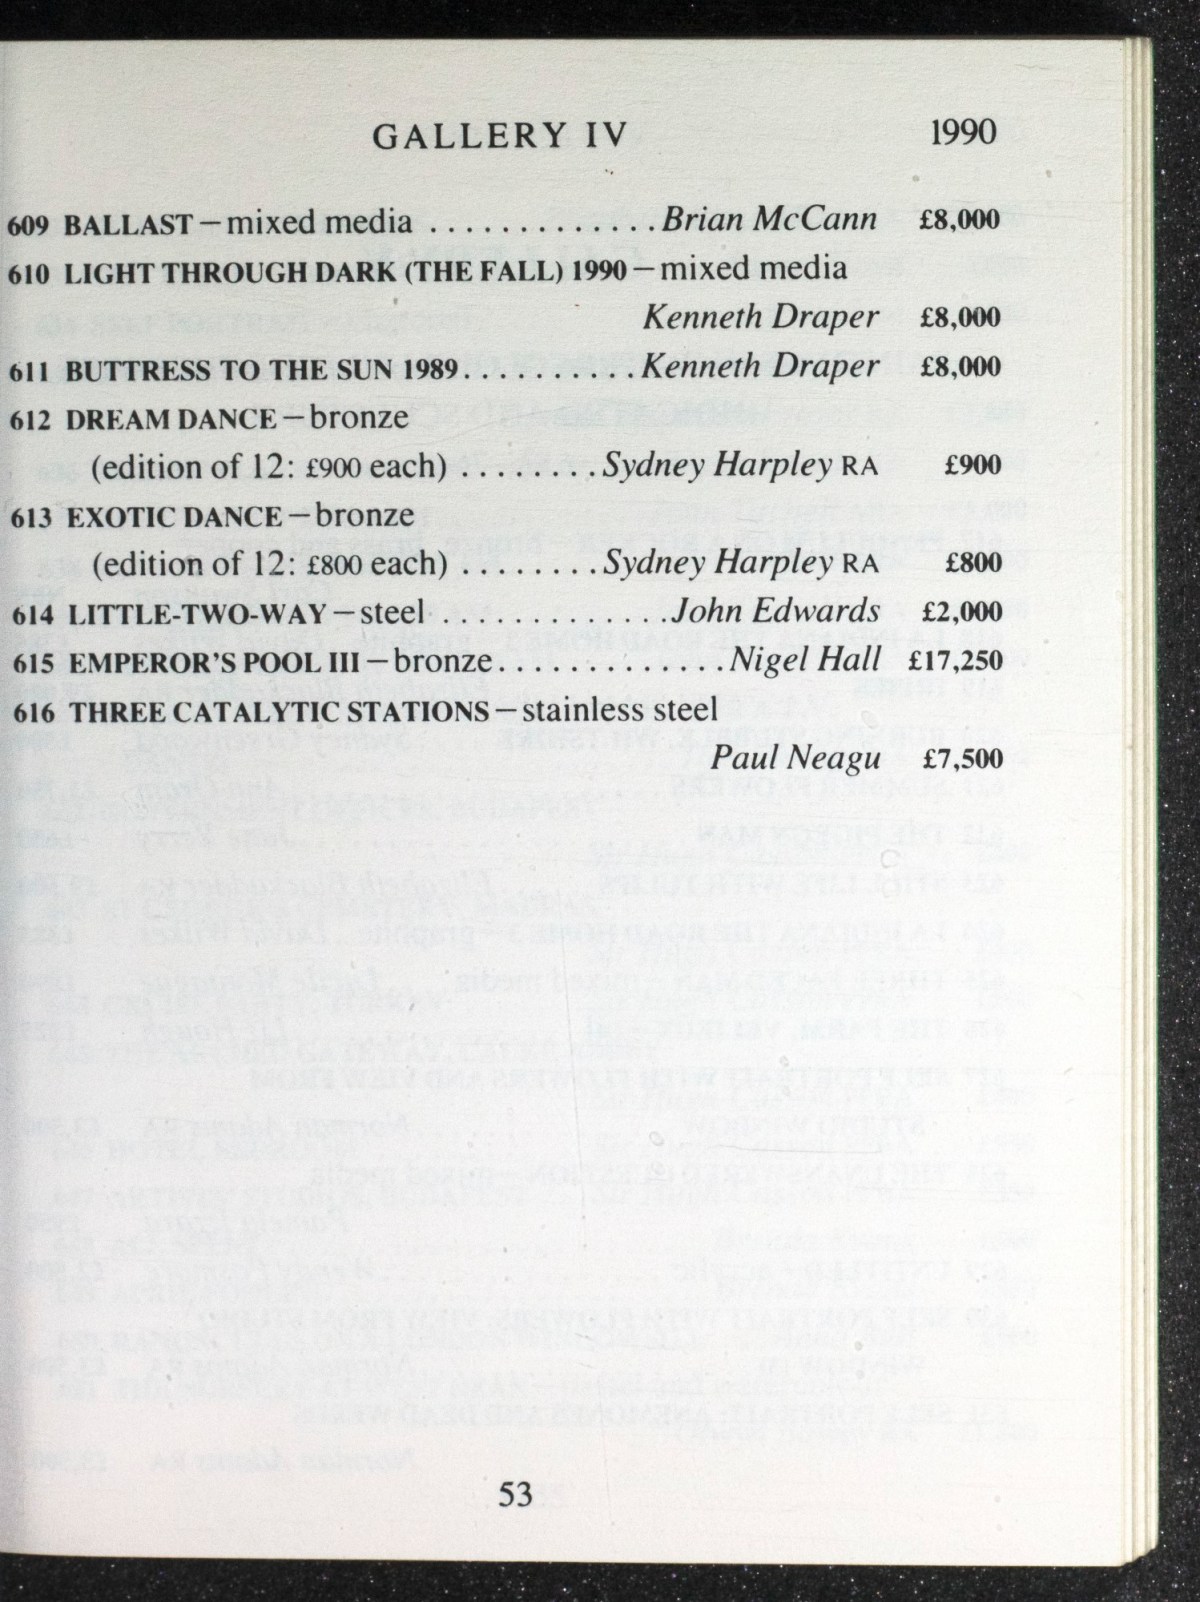 GALLERY IV 1990
609 BALLAST – mixed media . . . . . . . . . . . . . Brian McCann £8,000
610 LIGHT THROUGH DARK (THE FALL) 1990 – mixed media
Kenneth Draper £8,000
611 BUTTRESS TO THE SUN 1989 . . . . . . . . . . Kenneth Draper £8,000
612 DREAM DANCE – bronze
(edition of 12: £900 each) . . . . . . . . Sydney Harpley RA £900
613 EXOTIC DANCE – bronze
(edition of 12: £800 each) . . . . . . . . Sydney Harpley RA £800
614 LITTLE-TWO-WAY – steel . . . . . . . . . . . . . John Edwards £2,000
615 EMPEROR'S POOL III – bronze . . . . . . . . . . . . . Nigel Hall £17,250
616 THREE CATALYTIC STATIONS – stainless steel
Paul Neagu £7,500
53